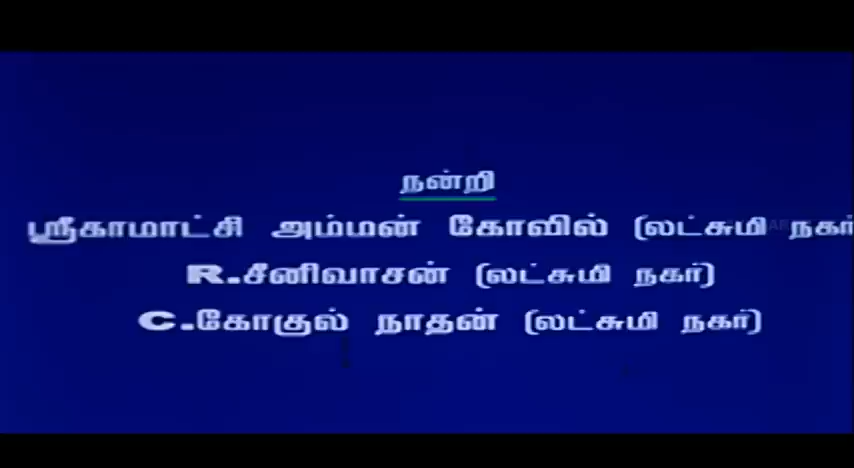 நன்றி
ஸ்ரீகாமாட்சி அம்மன் கோவில் (லட்சுமி நகர்
R.சீனிவாசன் (லட்சுமி நகர்)
C.கோகுல் நாதன் (லட்சுமி நகர்)